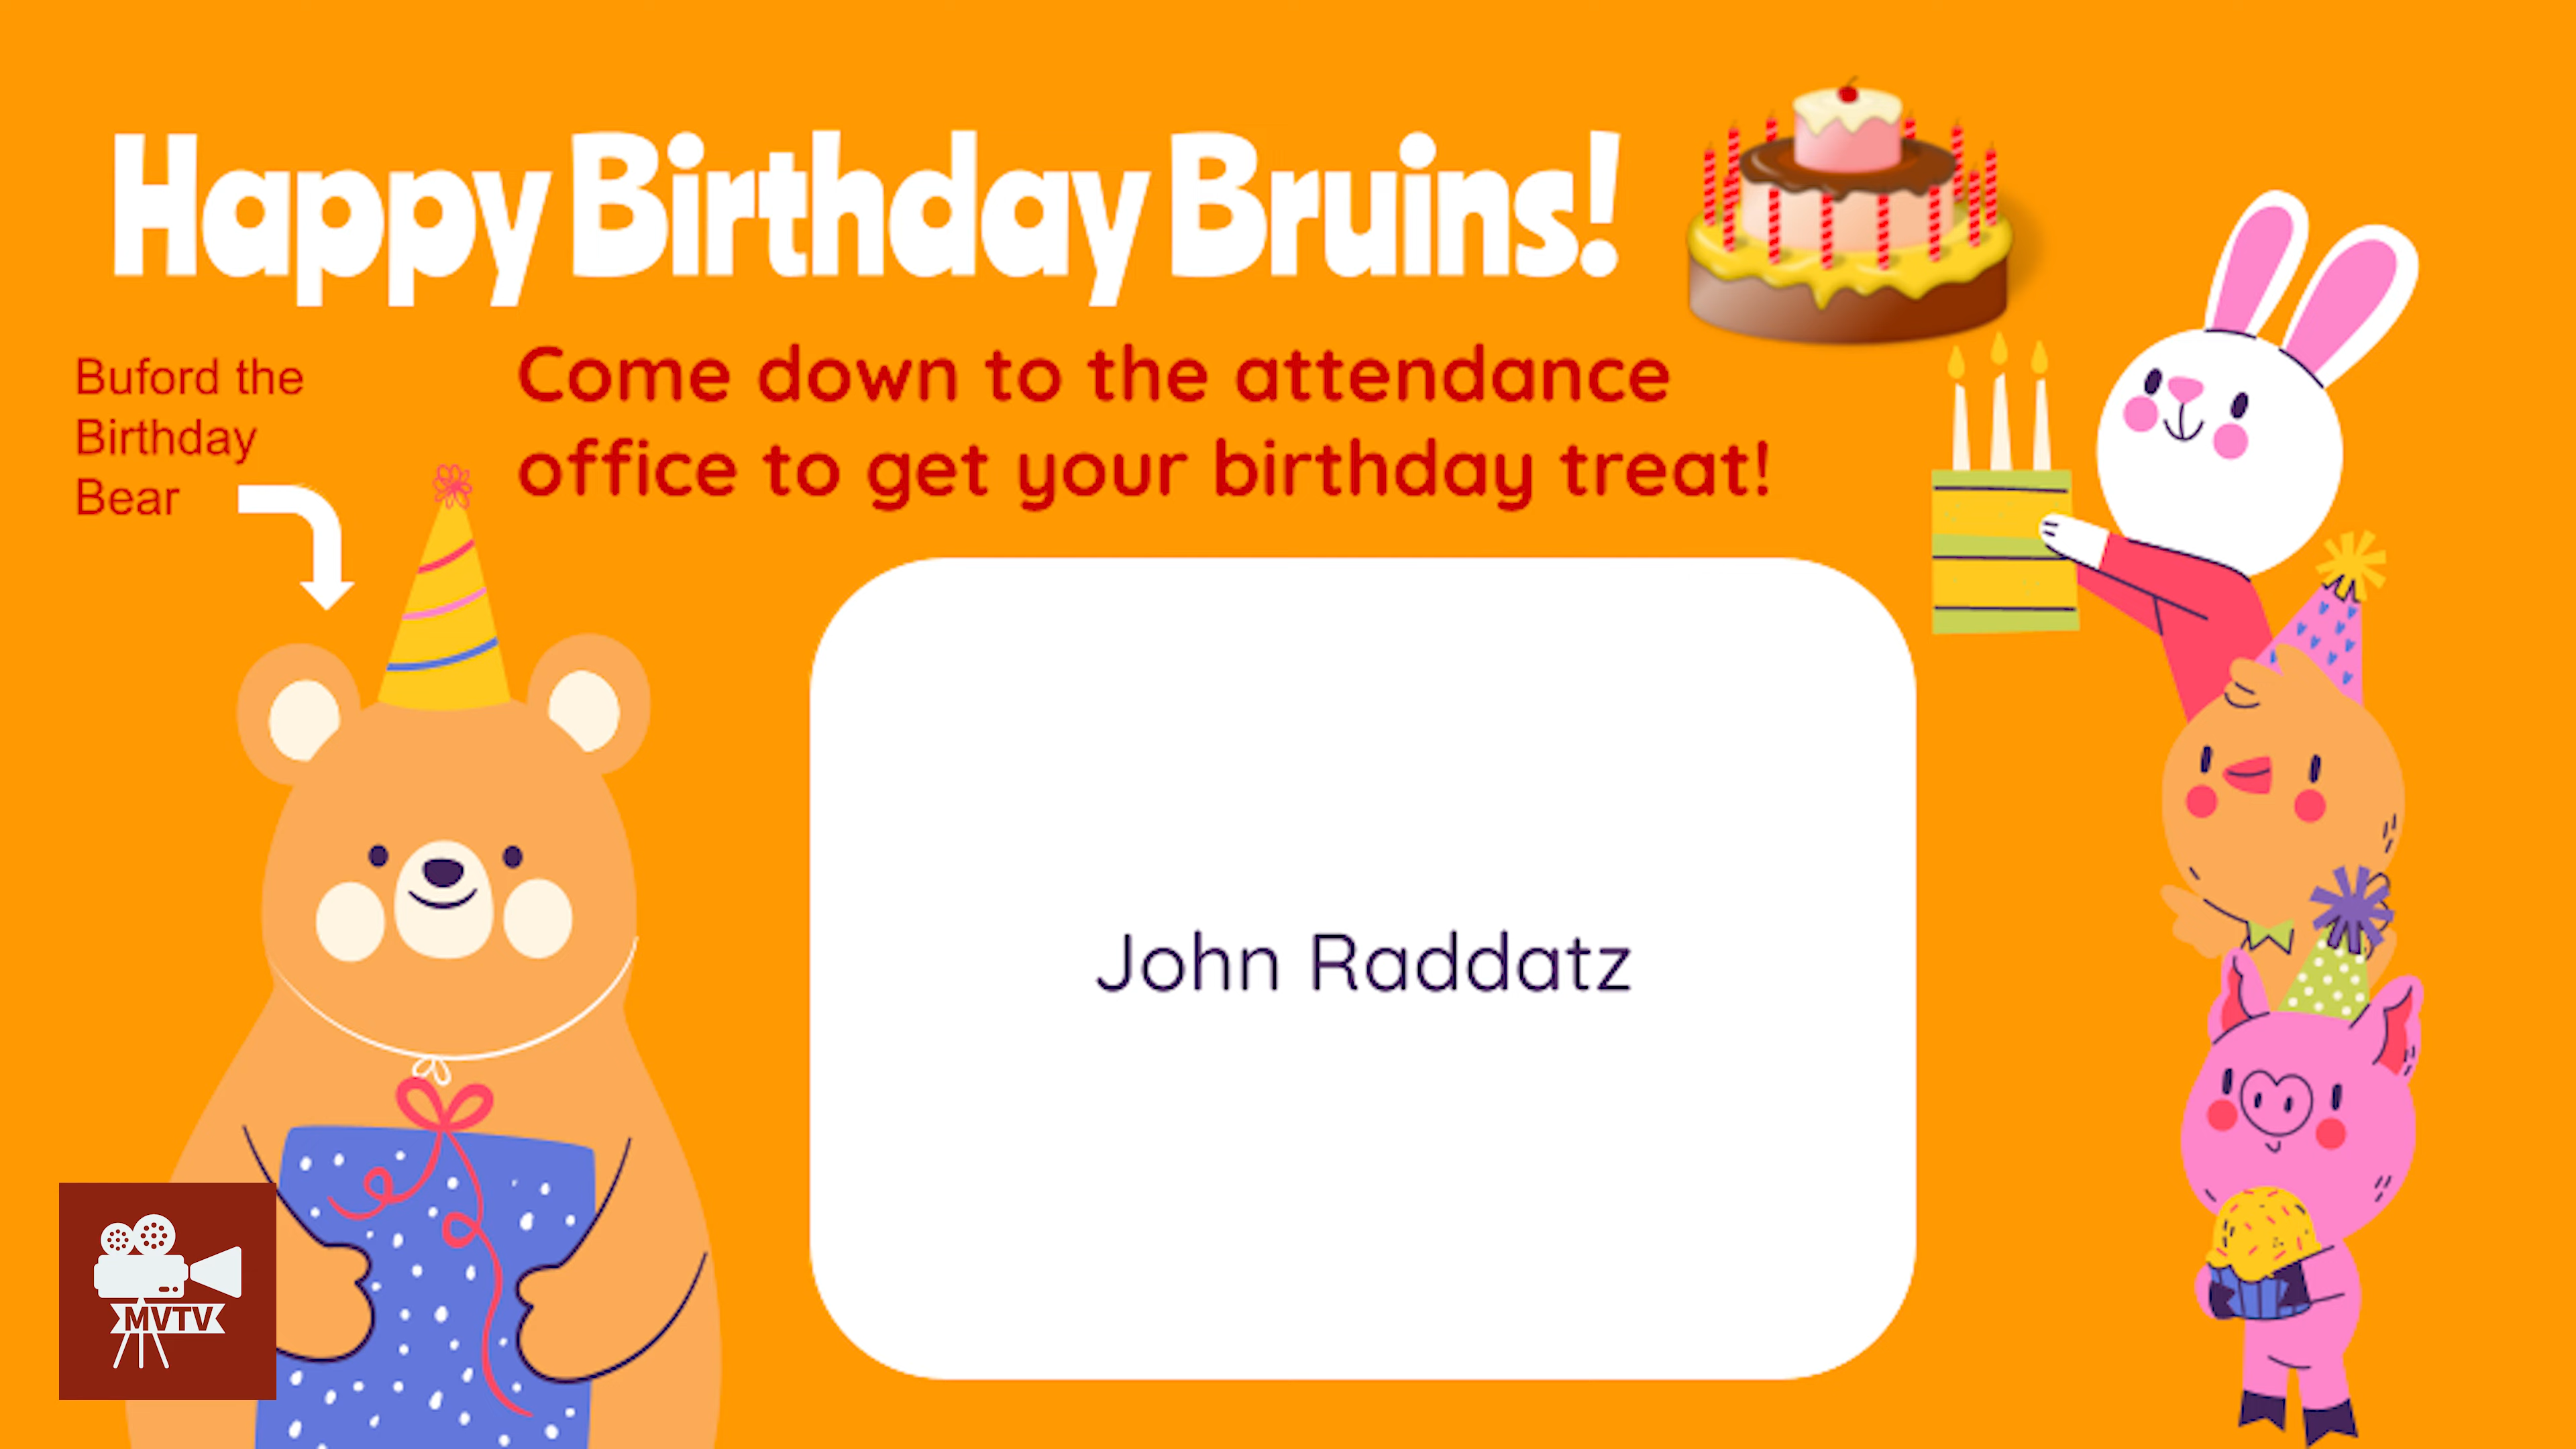 Happy Birthday Bruins!
Come down to the attendance
office to get your birthday treat!
Buford the
Birthday
Bear
John Raddatz
MVTV